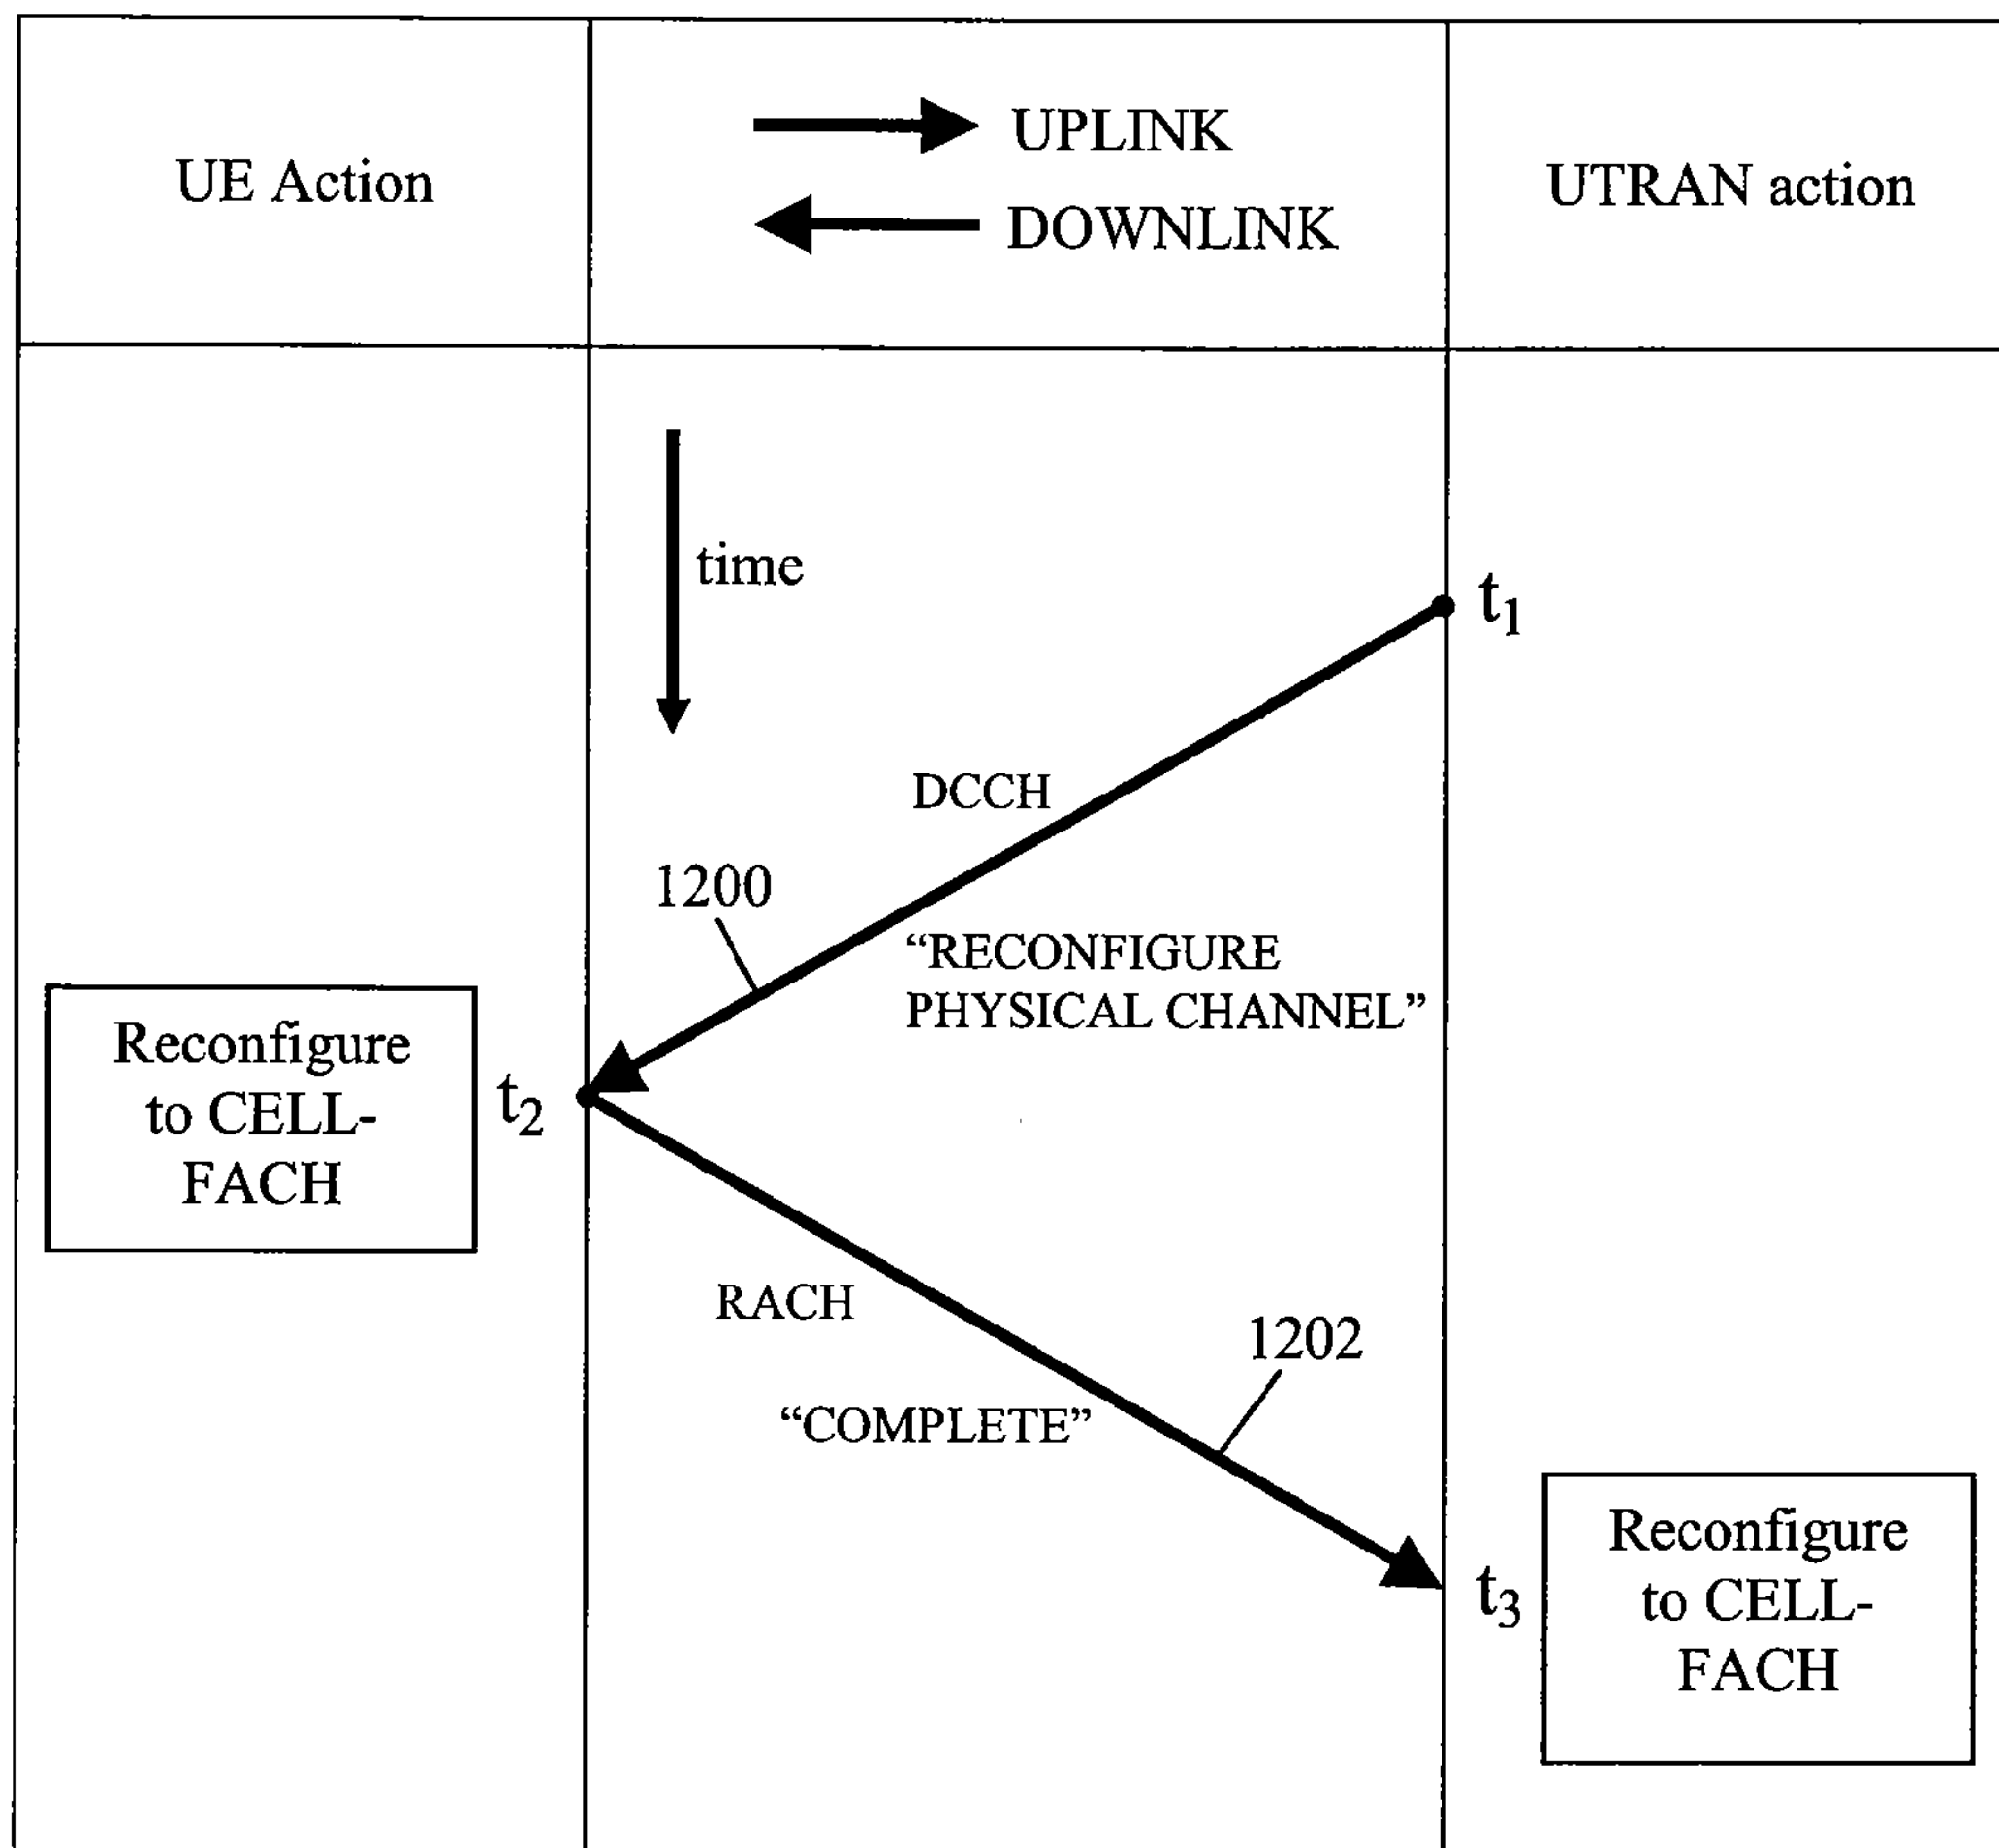 UE Action
UPLINK
DOWNLINK
UTRAN action
time
t1
DCCH
1200
“RECONFIGURE
PHYSICAL CHANNEL”
Reconfigure
to CELL-
FACH
t2
RACH
1202
“COMPLETE”
t3
Reconfigure
to CELL-
FACH